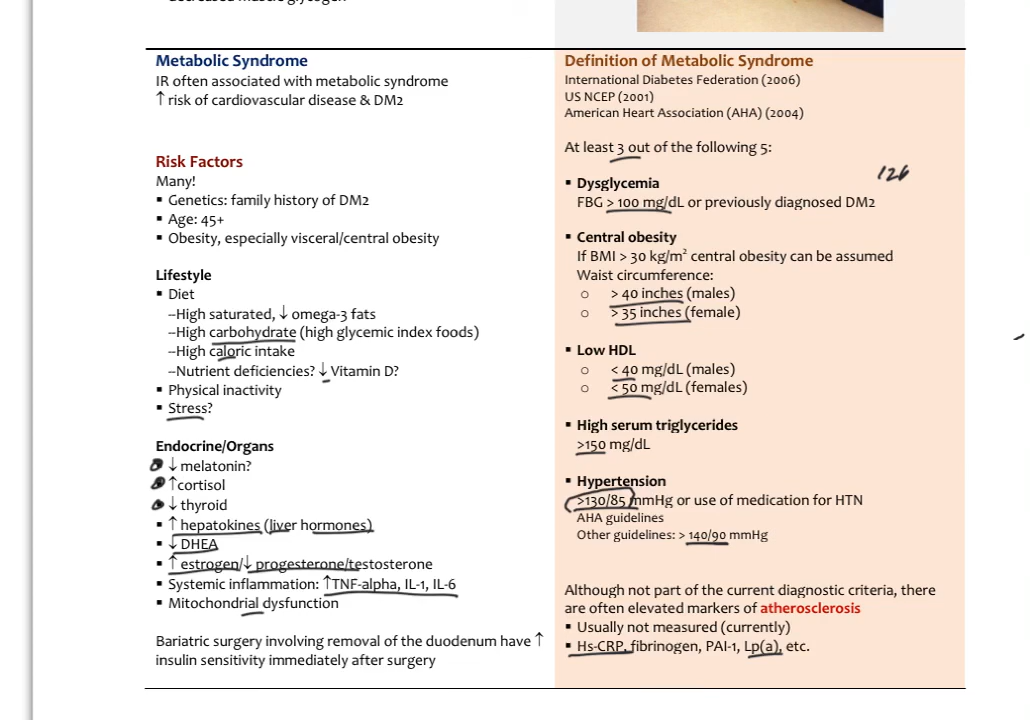 decreased muscle glycogen
Metabolic Syndrome
IR often associated with metabolic syndrome
↑ risk of cardiovascular disease & DM2
Risk Factors
Many!
▪ Genetics: family history of DM2
▪ Age: 45+
▪ Obesity, especially visceral/central obesity
Lifestyle
▪ Diet
–High saturated, ↓ omega-3 fats
–High carbohydrate (high glycemic index foods)
–High caloric intake
–Nutrient deficiencies? ↓ Vitamin D?
▪ Physical inactivity
▪ Stress?
Endocrine/Organs
▪ ↓ melatonin?
▪ ↑cortisol
▪ ↓ thyroid
▪ ↑ hepatokines (liver hormones)
▪ ↓ DHEA
▪ ↑ estrogen/↓ progesterone/testosterone
▪ Systemic inflammation: ↑TNF-alpha, IL-1, IL-6
▪ Mitochondrial dysfunction
Bariatric surgery involving removal of the duodenum have ↑
insulin sensitivity immediately after surgery
Definition of Metabolic Syndrome
International Diabetes Federation (2006)
US NCEP (2001)
American Heart Association (AHA) (2004)
At least 3 out of the following 5:
126
▪ Dysglycemia
FBG > 100 mg/dL or previously diagnosed DM2
▪ Central obesity
If BMI > 30 kg/m² central obesity can be assumed
Waist circumference:
○ > 40 inches (males)
○ > 35 inches (female)
▪ Low HDL
○ < 40 mg/dL (males)
○ < 50 mg/dL (females)
▪ High serum triglycerides
>150 mg/dL
▪ Hypertension
>130/85 mmHg or use of medication for HTN
AHA guidelines
Other guidelines: > 140/90 mmHg
Although not part of the current diagnostic criteria, there
are often elevated markers of atherosclerosis
▪ Usually not measured (currently)
▪ Hs-CRP, fibrinogen, PAI-1, Lp(a), etc.